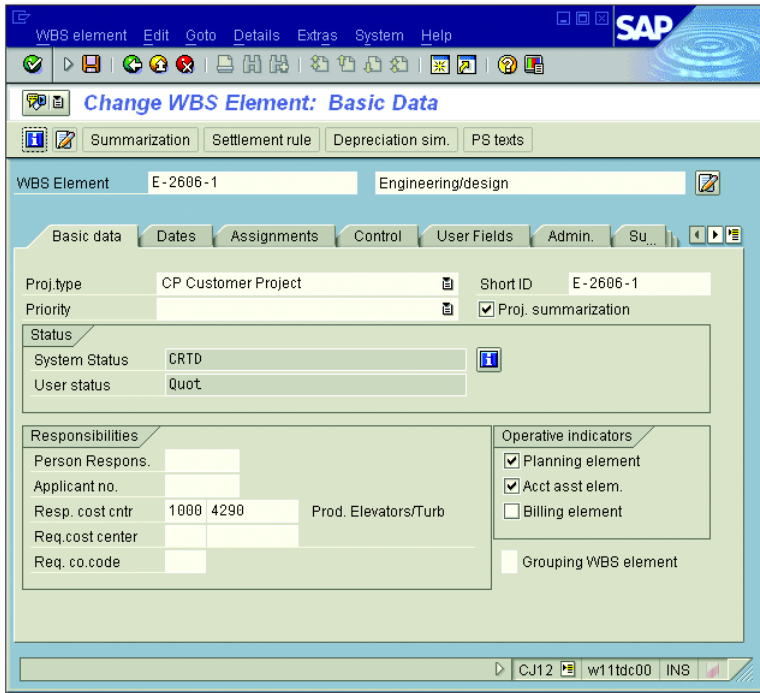 SAP
WBS element Edit Goto Details Extras System Help
Change WBS Element: Basic Data
Summarization Settlement rule Depreciation sim. PS texts
WBS Element E-2606-1 Engineering/design
Basic data Dates Assignments Control User Fields Admin. Su...
Proj.type CP Customer Project Short ID E-2606-1
Priority Proj. summarization
Status
System Status CRTD
User status Quot
Responsibilities Operative indicators
Person Respons. Planning element
Applicant no. Acct asst elem.
Resp. cost cntr 1000 4290 Prod. Elevators/Turb Billing element
Req.cost center
Req. co.code Grouping WBS element
CJ12 w11tdc00 INS